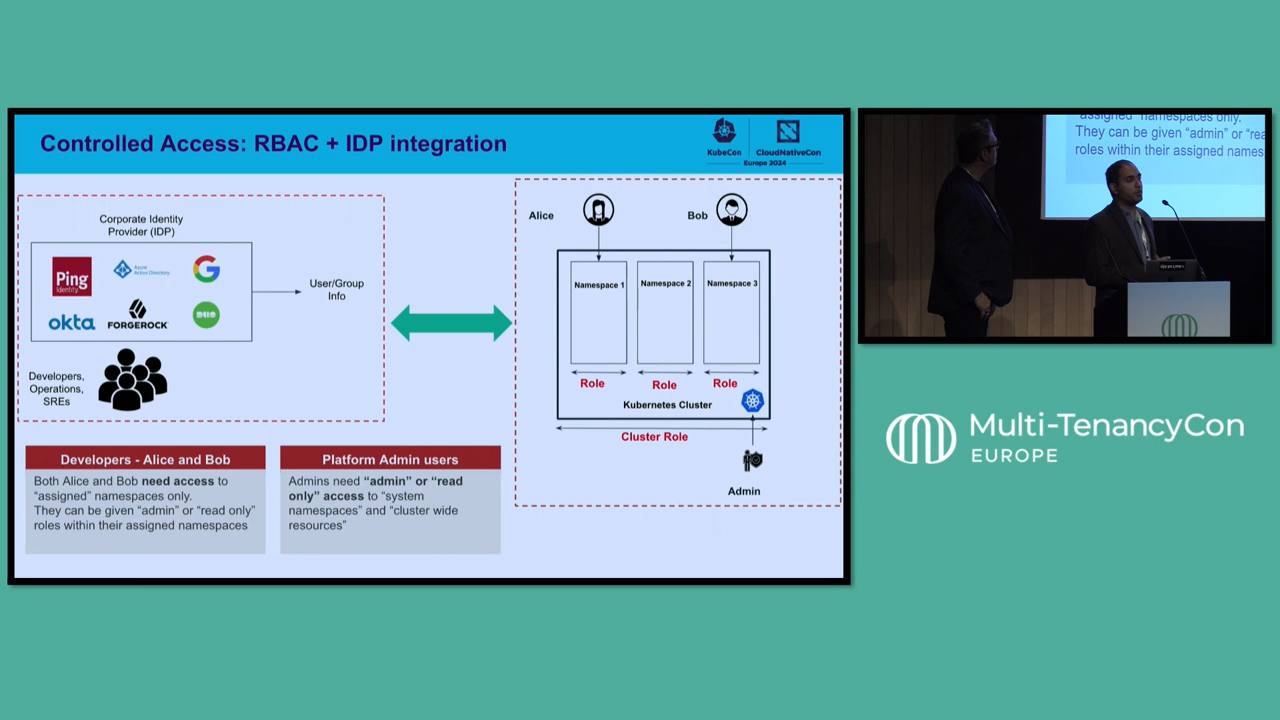 Controlled Access: RBAC + IDP integration
KubeCon
CloudNativeCon
Europe 2024
Corporate Identity
Provider (IDP)
Ping
Identity
Azure
Active Directory
okta
FORGEROCK
DUO
User/Group
Info
Developers,
Operations,
SREs
Alice
Bob
Namespace 1
Namespace 2
Namespace 3
Role
Role
Role
Kubernetes Cluster
Cluster Role
Admin
Developers - Alice and Bob
Both Alice and Bob need access to
“assigned” namespaces only.
They can be given “admin” or “read only”
roles within their assigned namespaces
Platform Admin users
Admins need “admin” or “read
only” access to “system
namespaces” and “cluster wide
resources”
“assigned” namespaces only.
They can be given “admin” or “rea
roles within their assigned names
Multi-TenancyCon
EUROPE